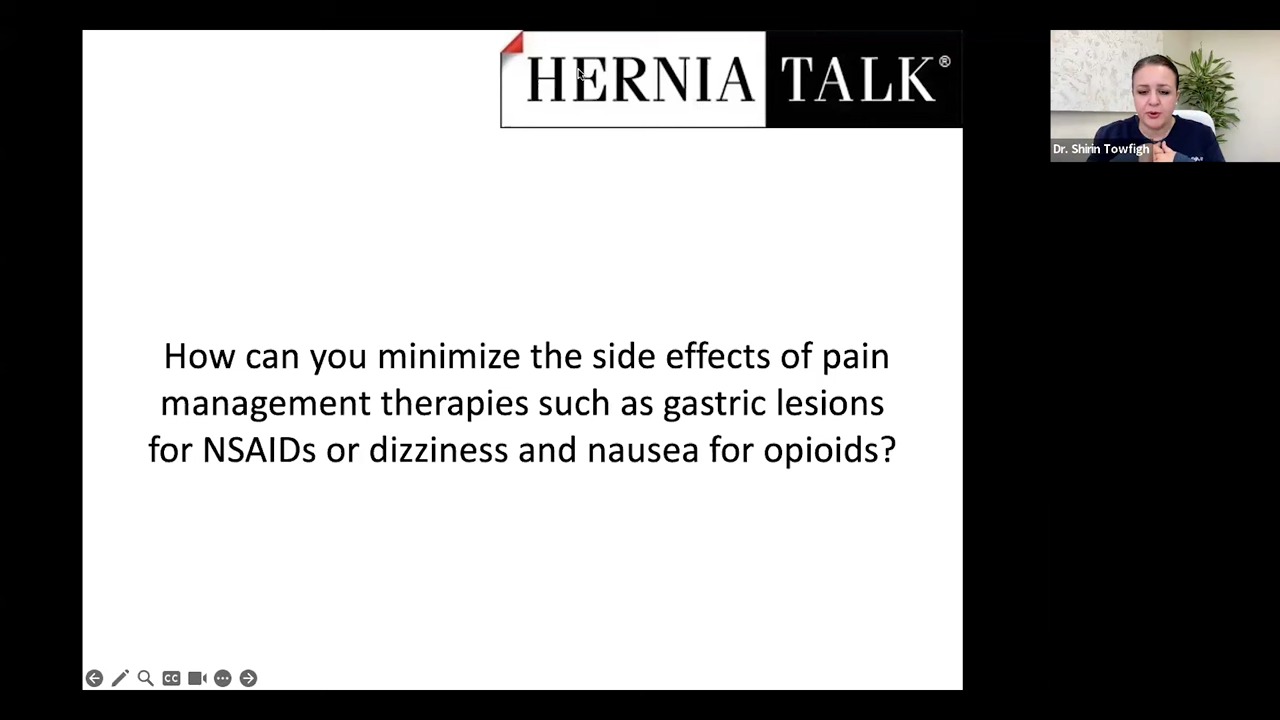 HERNIA TALK®
Dr. Shirin Towfigh
How can you minimize the side effects of pain
management therapies such as gastric lesions
for NSAIDs or dizziness and nausea for opioids?
CC